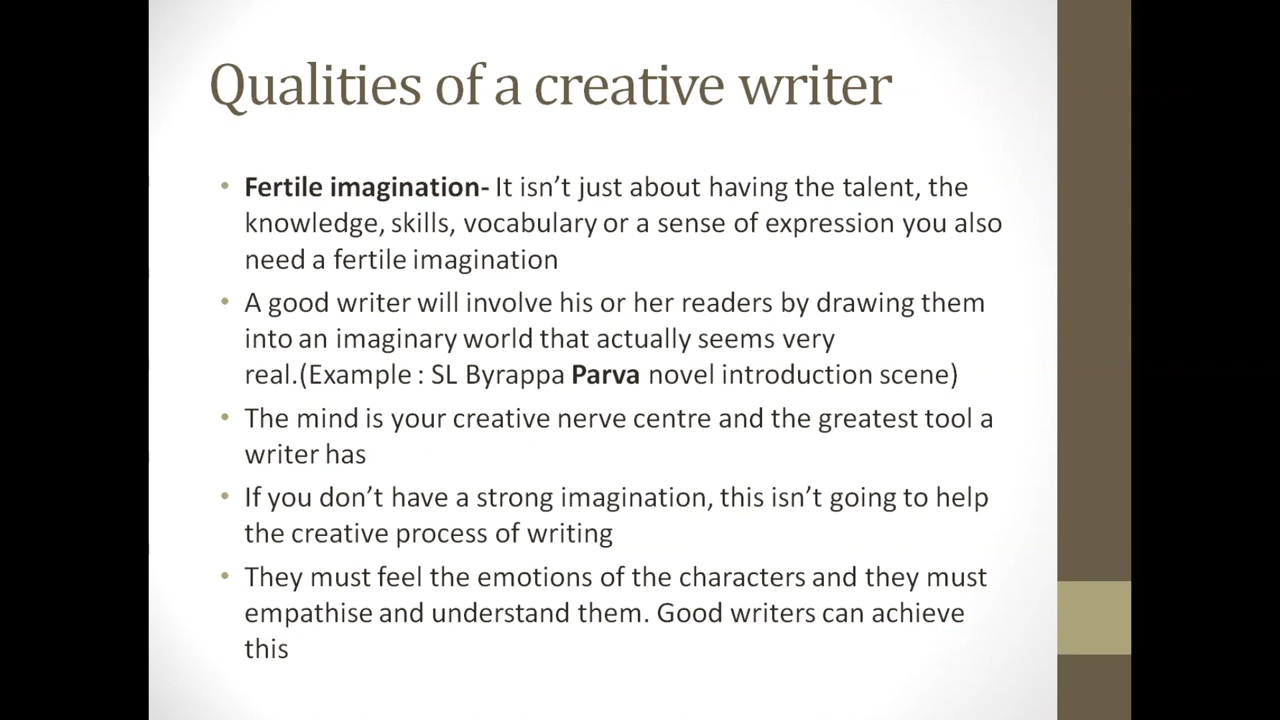 Qualities of a creative writer
• Fertile imagination- It isn’t just about having the talent, the
knowledge, skills, vocabulary or a sense of expression you also
need a fertile imagination
• A good writer will involve his or her readers by drawing them
into an imaginary world that actually seems very
real.(Example : SL Byrappa Parva novel introduction scene)
• The mind is your creative nerve centre and the greatest tool a
writer has
• If you don’t have a strong imagination, this isn’t going to help
the creative process of writing
• They must feel the emotions of the characters and they must
empathise and understand them. Good writers can achieve
this